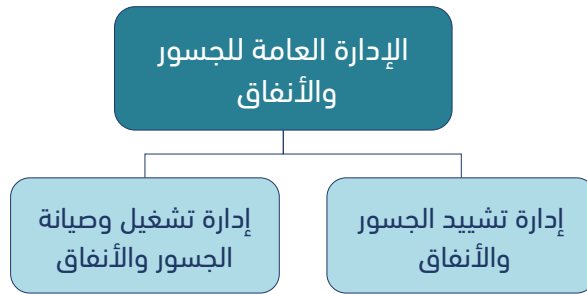 الإدارة العامة للجسور
والأنفاق
إدارة تشييد الجسور
والأنفاق
إدارة تشغيل وصيانة
الجسور والأنفاق